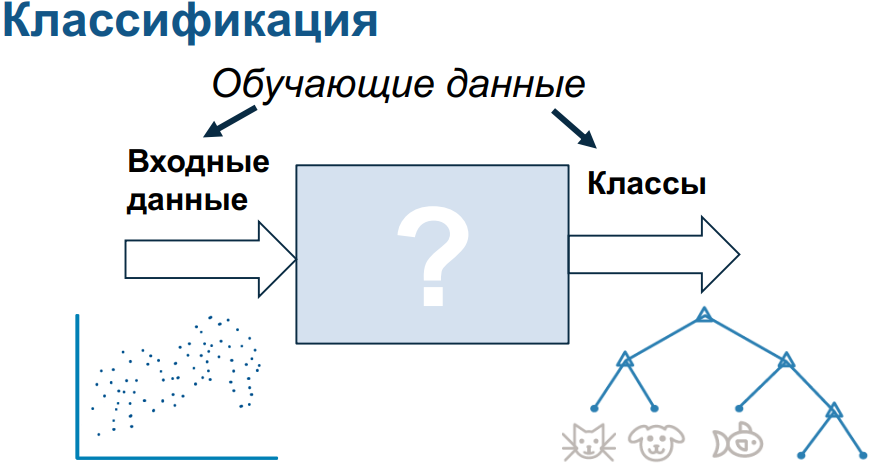 Классификация
Обучающие данные
Входные
данные
Классы
?